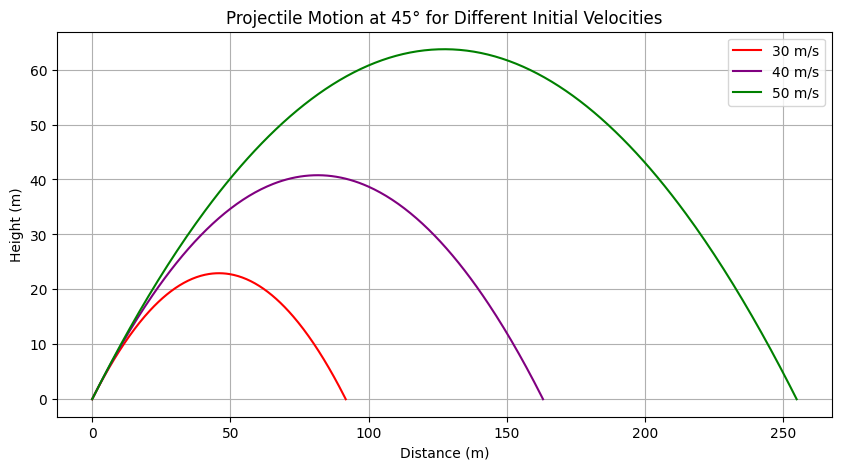 Projectile Motion at 45° for Different Initial Velocities
30 m/s
40 m/s
50 m/s
Height (m)
60
50
40
30
20
10
0
0 50 100 150 200 250
Distance (m)